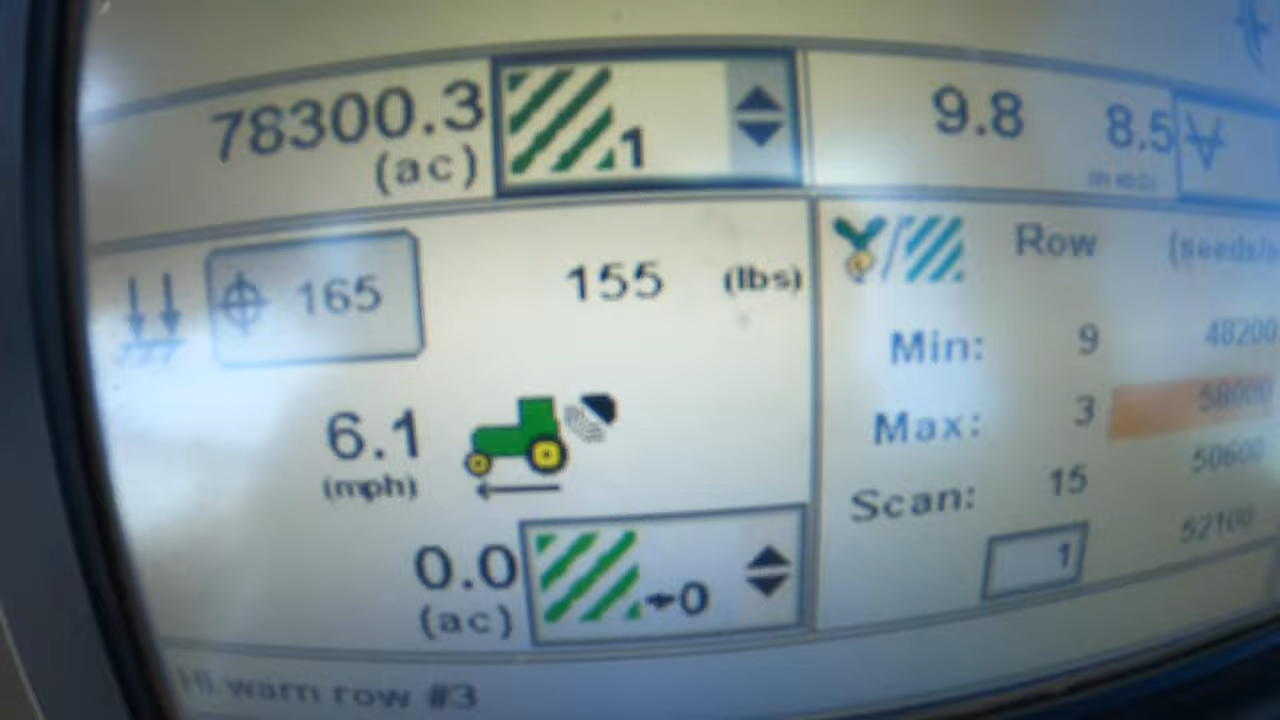 78300.3
(ac)
1
9.8
8.5
165
155 (lbs)
Row
Min: 9 48200
Max: 3 58000
Scan: 15 50600
1 52100
6.1
(mph)
0.0
(ac)
0
Hi warn row #3